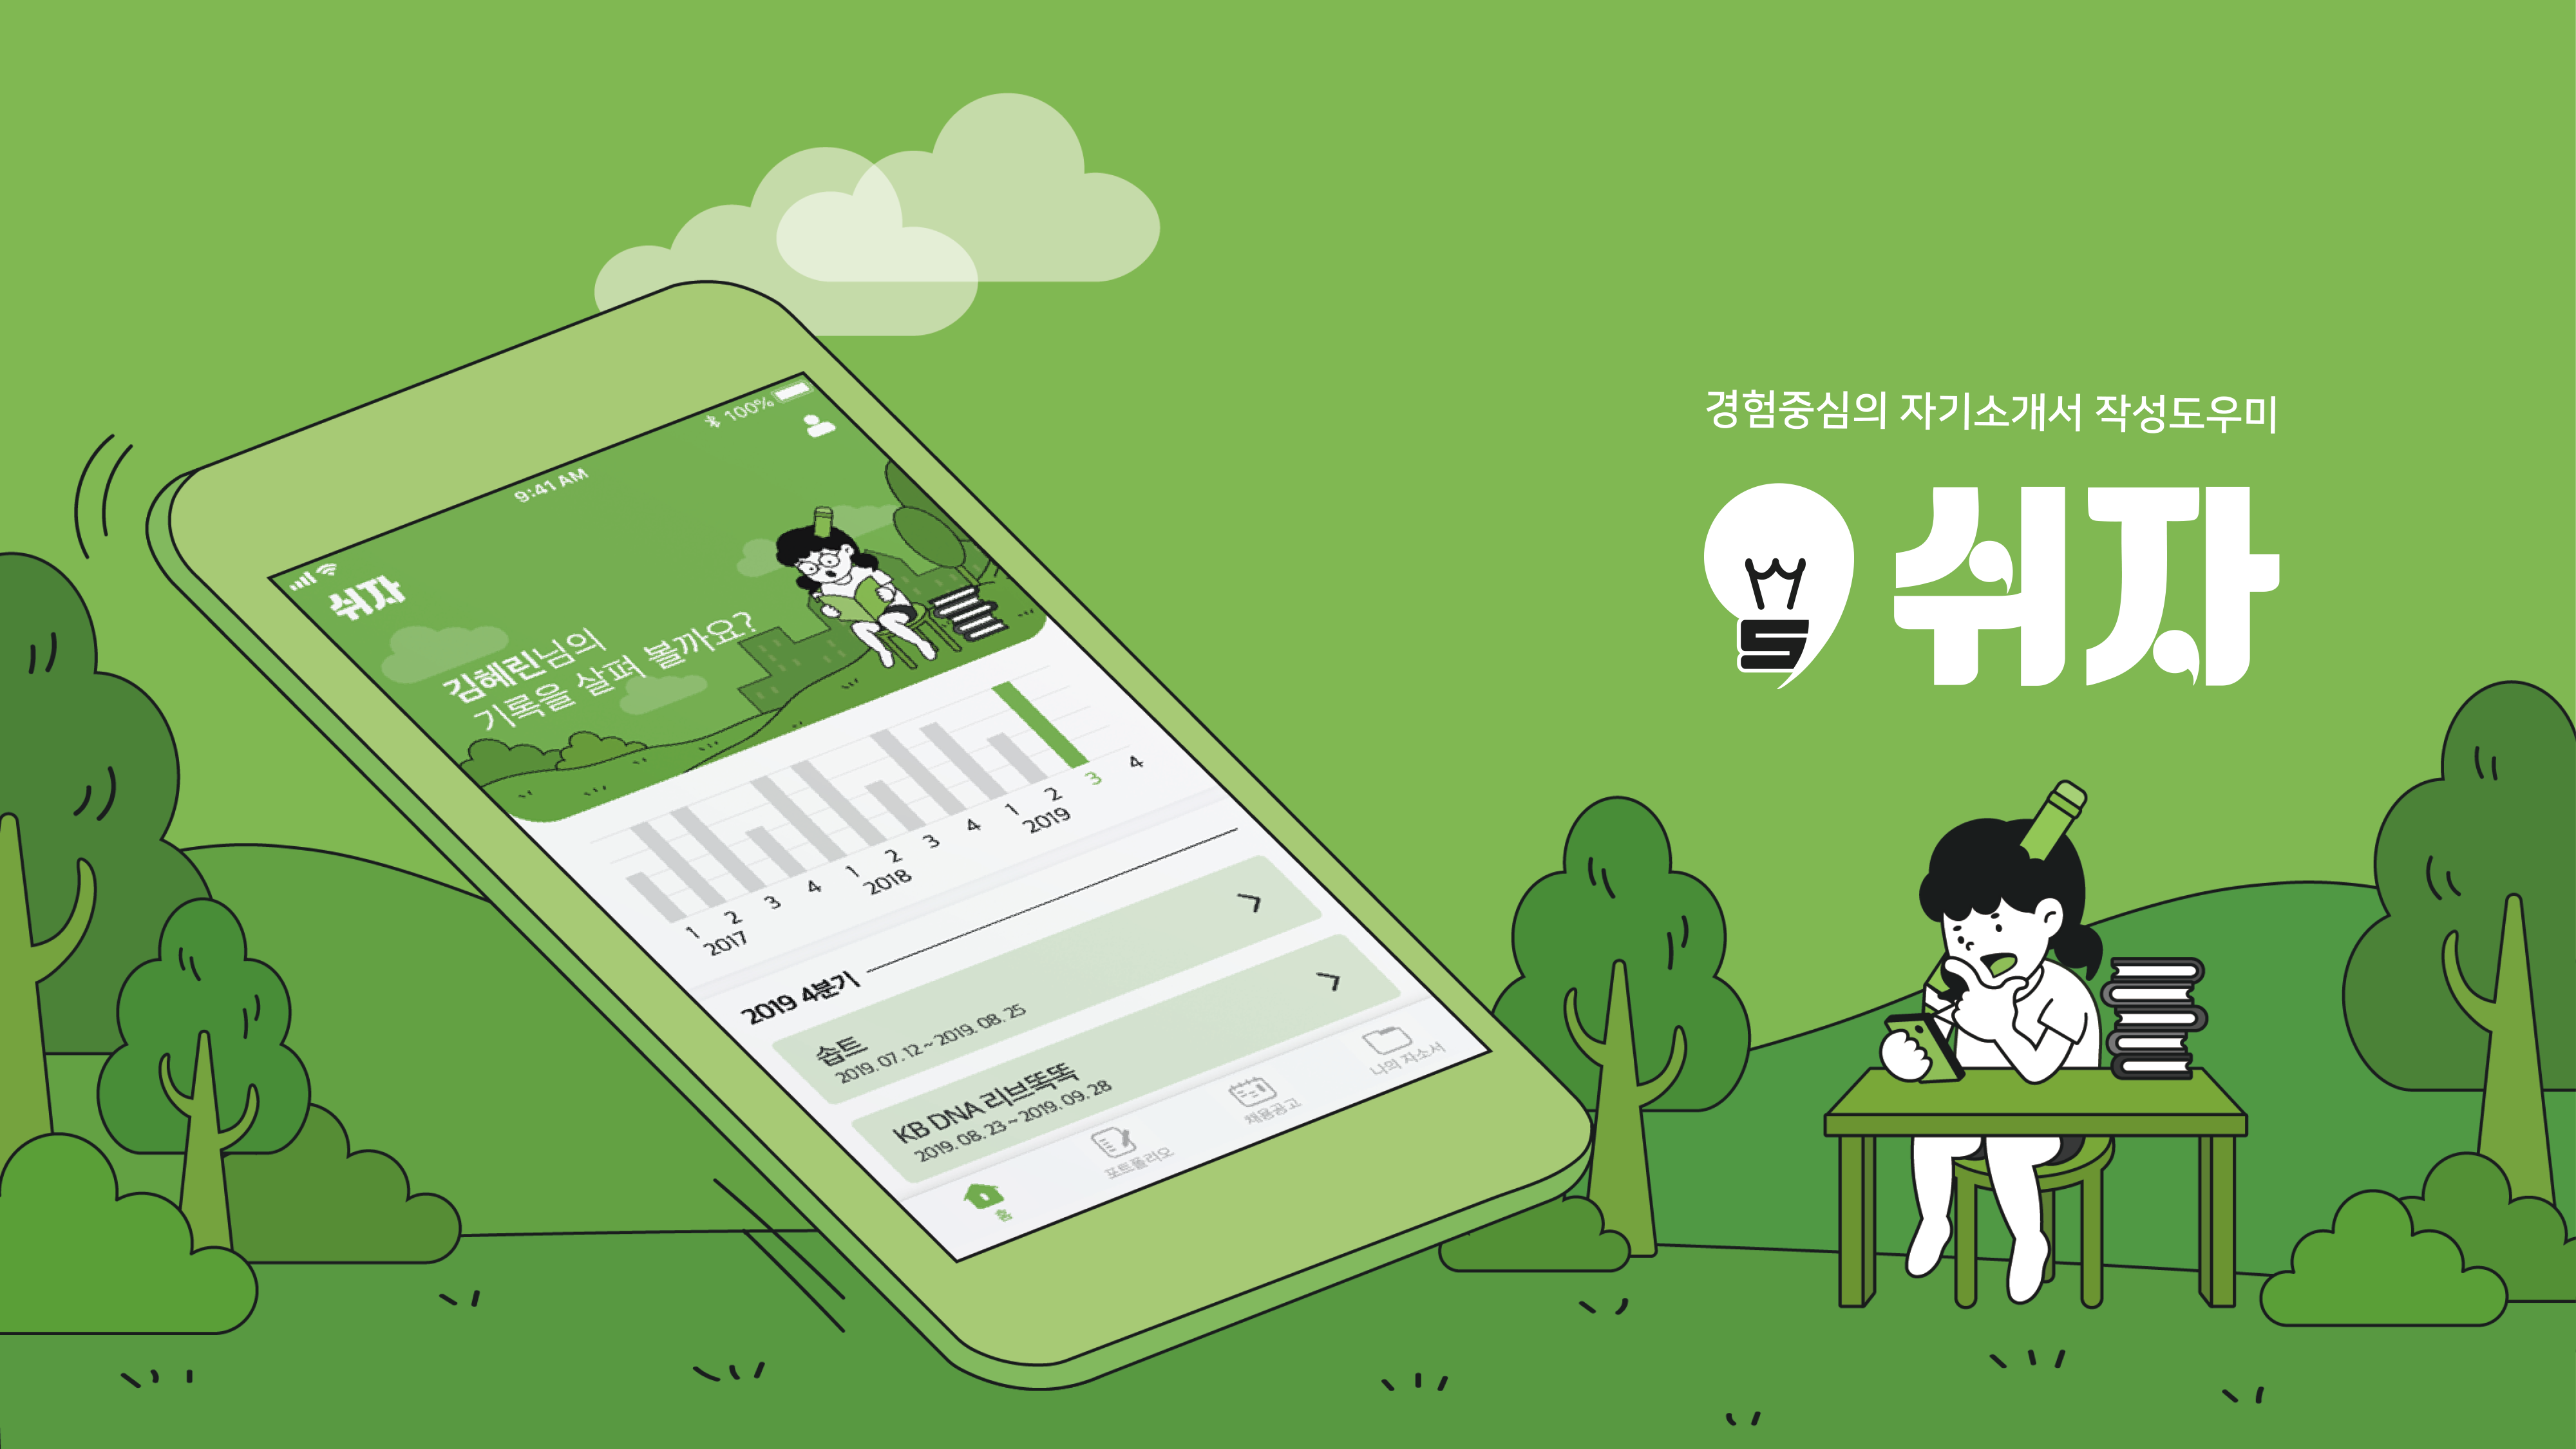 경험중심의 자기소개서 작성도우미
쉬자
9:41 AM
100%
쉬자
김혜린님의
기록을 살펴 볼까요?
1 2 3 4 1 2 3 4 1 2 3 4
2017 2018 2019
2019 4분기
솝트
2019. 07. 12 ~ 2019. 08. 25
KB DNA 리브똑똑
2019. 08. 23 ~ 2019. 09. 28
홈 포트폴리오 채용공고 나의 자소서